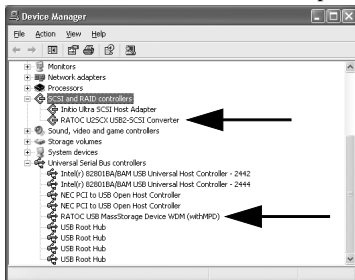 Device Manager
File Action View Help
Monitors
Network adapters
Processors
SCSI and RAID controllers
Initio Ultra SCSI Host Adapter
RATOC U2SCX USB2-SCSI Converter
Sound, video and game controllers
Storage volumes
System devices
Universal Serial Bus controllers
Intel(r) 82801BA/BAM USB Universal Host Controller - 2442
Intel(r) 82801BA/BAM USB Universal Host Controller - 2444
NEC PCI to USB Open Host Controller
NEC PCI to USB Open Host Controller
RATOC USB MassStorage Device WDM (withMPD)
USB Root Hub
USB Root Hub
USB Root Hub
USB Root Hub